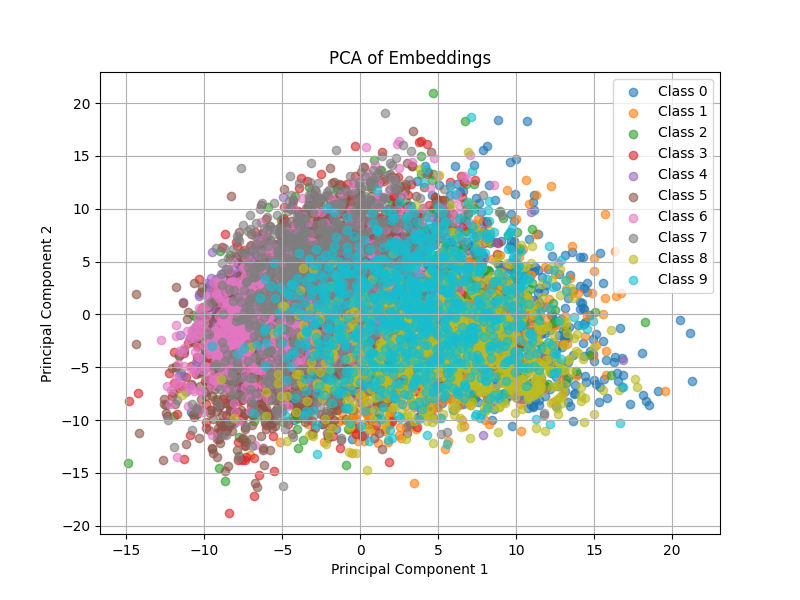 PCA of Embeddings
Class 0
Class 1
Class 2
Class 3
Class 4
Class 5
Class 6
Class 7
Class 8
Class 9
20
15
10
5
0
−5
−10
−15
−20
Principal Component 2
−15 −10 −5 0 5 10 15 20
Principal Component 1